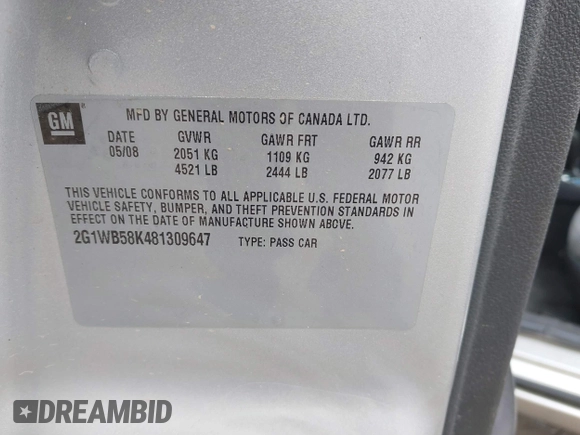 GM
MFD BY GENERAL MOTORS OF CANADA LTD.
DATE GVWR GAWR FRT GAWR RR
05/08 2051 KG 1109 KG 942 KG
4521 LB 2444 LB 2077 LB
THIS VEHICLE CONFORMS TO ALL APPLICABLE U.S. FEDERAL MOTOR
VEHICLE SAFETY, BUMPER, AND THEFT PREVENTION STANDARDS IN
EFFECT ON THE DATE OF MANUFACTURE SHOWN ABOVE.
2G1WB58K481309647 TYPE: PASS CAR
DREAMBID